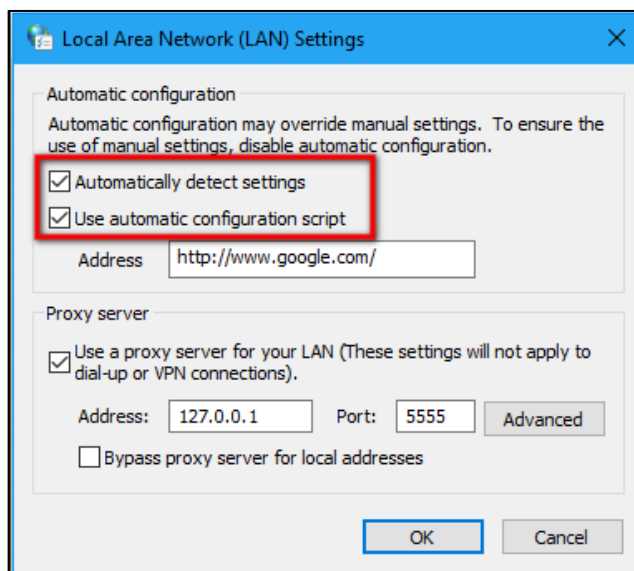 Local Area Network (LAN) Settings
Automatic configuration
Automatic configuration may override manual settings. To ensure the
use of manual settings, disable automatic configuration.
Automatically detect settings
Use automatic configuration script
Address http://www.google.com/
Proxy server
Use a proxy server for your LAN (These settings will not apply to
dial-up or VPN connections).
Address: 127.0.0.1 Port: 5555 Advanced
Bypass proxy server for local addresses
OK Cancel